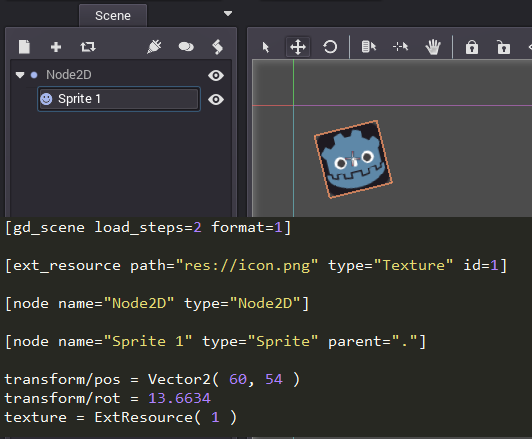 Scene
Node2D
Sprite 1
[gd_scene load_steps=2 format=1]
[ext_resource path="res://icon.png" type="Texture" id=1]
[node name="Node2D" type="Node2D"]
[node name="Sprite 1" type="Sprite" parent="."]
transform/pos = Vector2( 60, 54 )
transform/rot = 13.6634
texture = ExtResource( 1 )